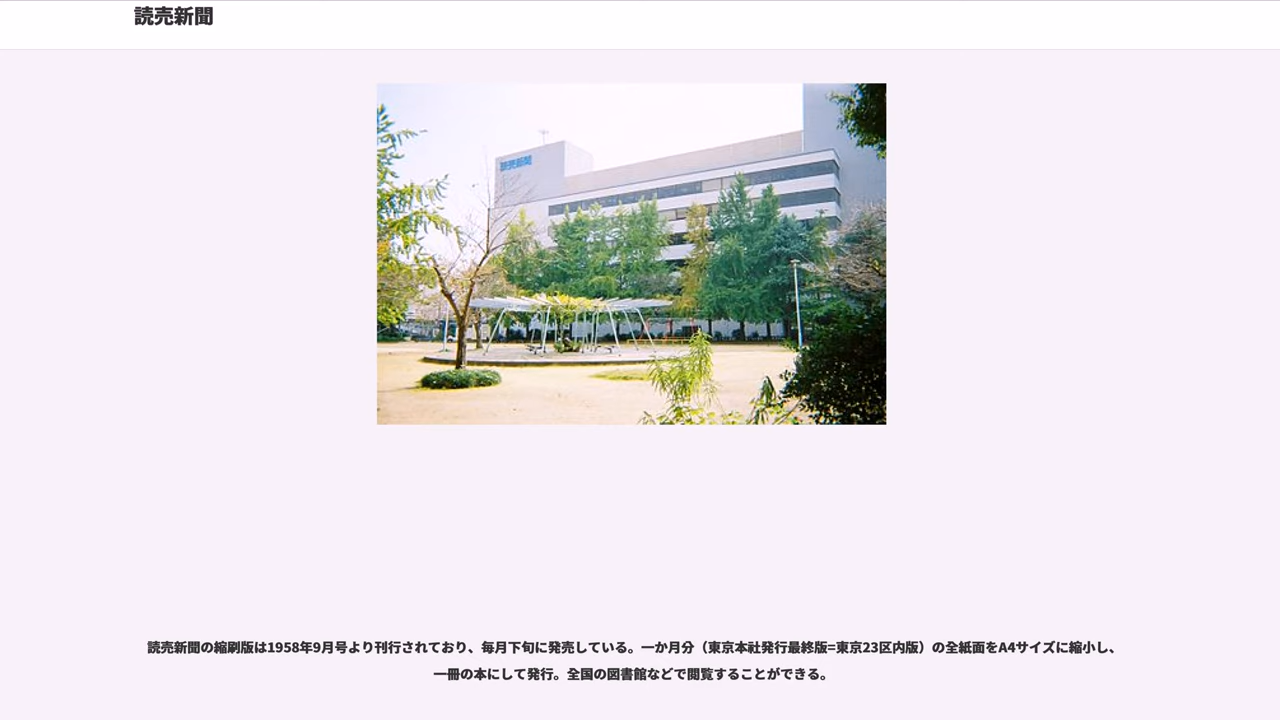 読売新聞
読売新聞
読売新聞の縮刷版は1958年9月号より刊行されており、毎月下旬に発売している。一か月分（東京本社発行最終版=東京23区内版）の全紙面をA4サイズに縮小し、
一冊の本にして発行。全国の図書館などで閲覧することができる。